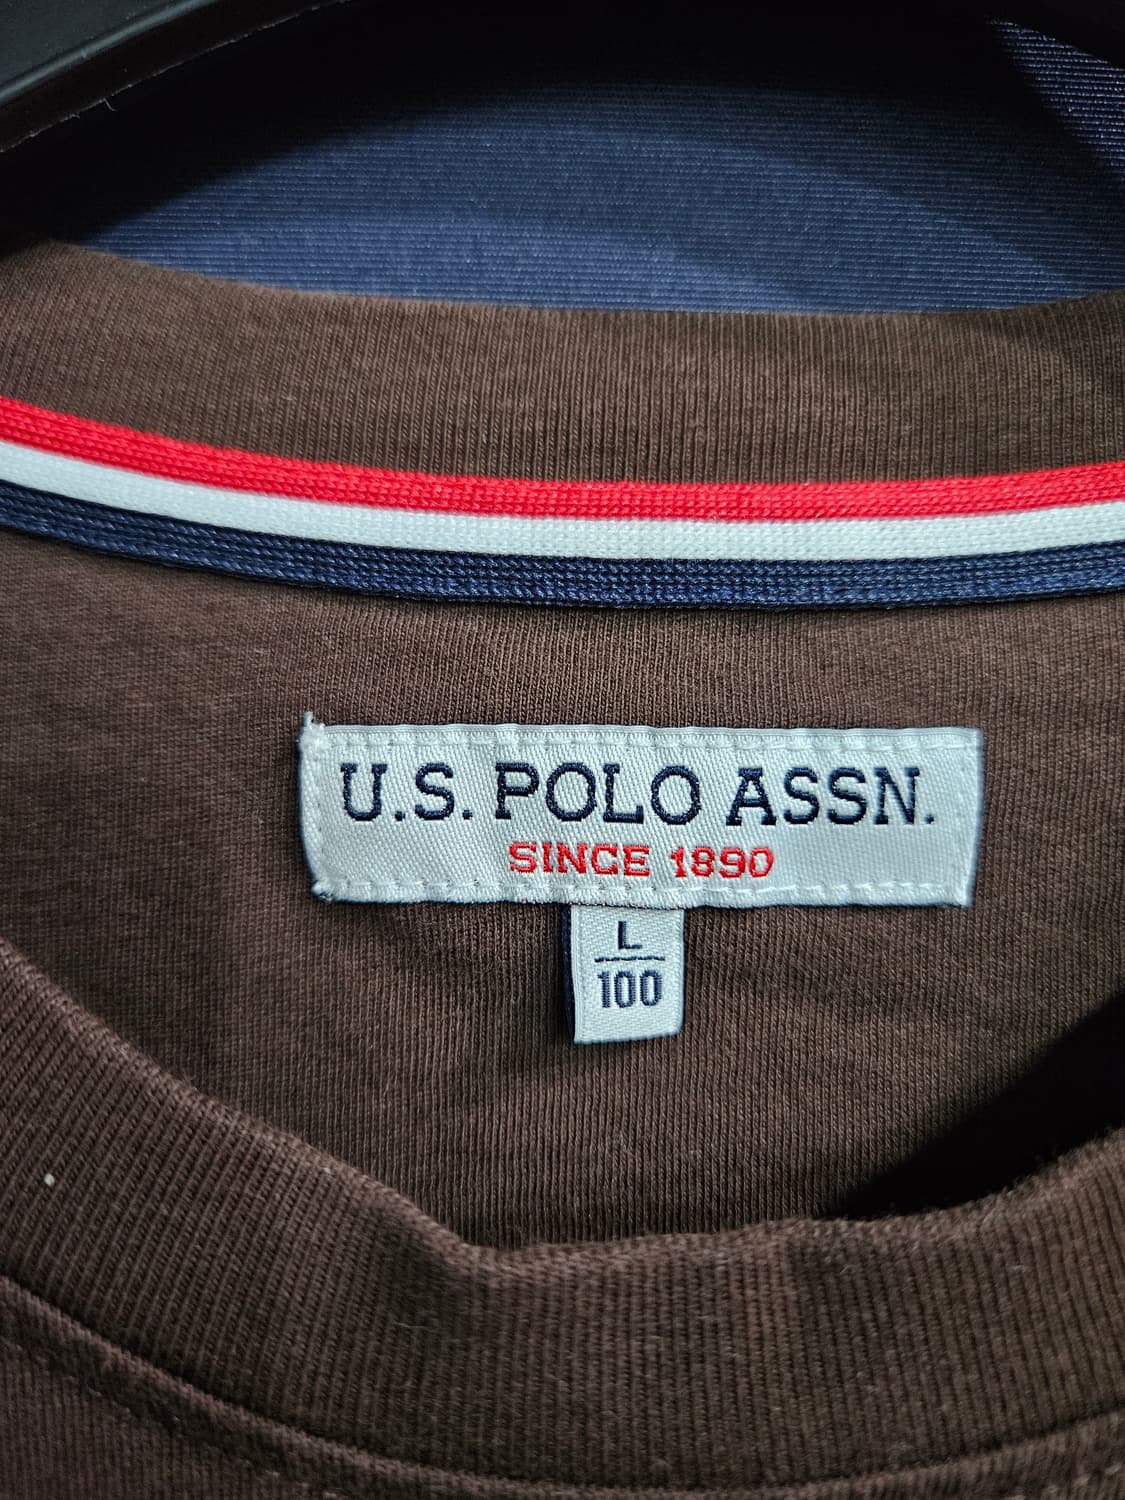 U.S. POLO ASSN.
SINCE 1890
L
100